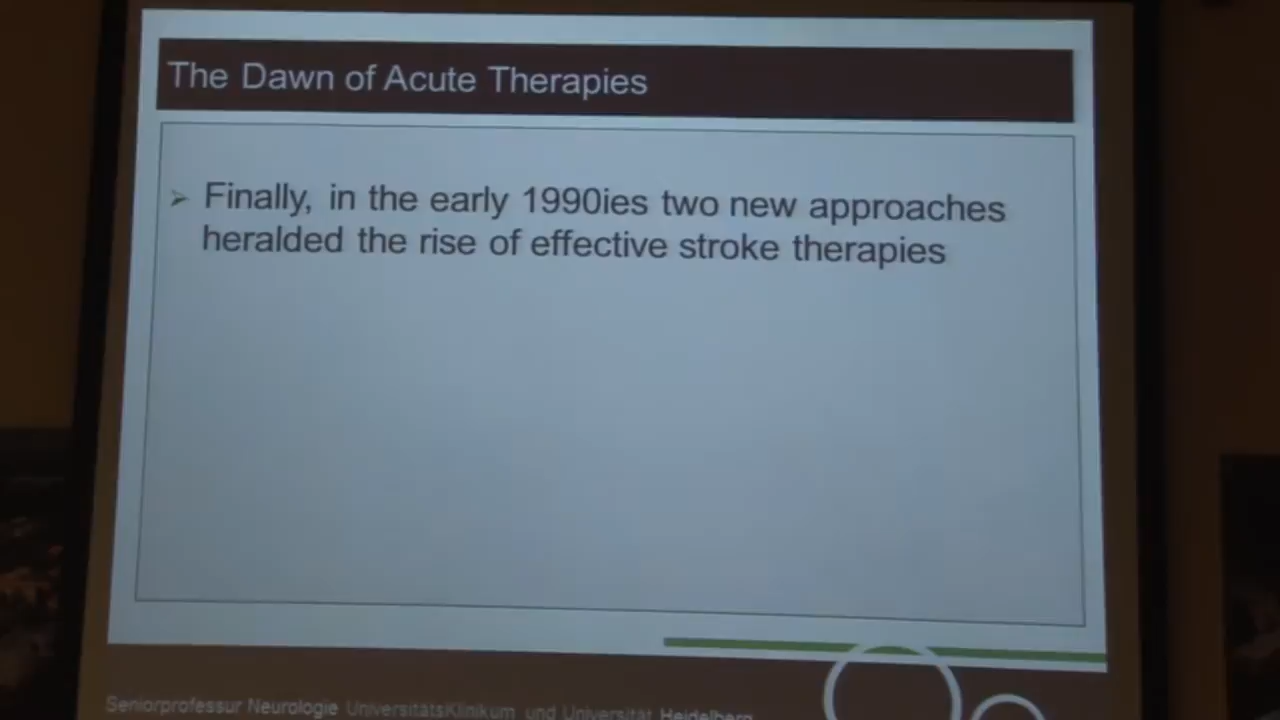 The Dawn of Acute Therapies
➢ Finally, in the early 1990ies two new approaches
heralded the rise of effective stroke therapies
Seniorprofessur Neurologie UniversitätsKlinikum und Universität Heidelberg